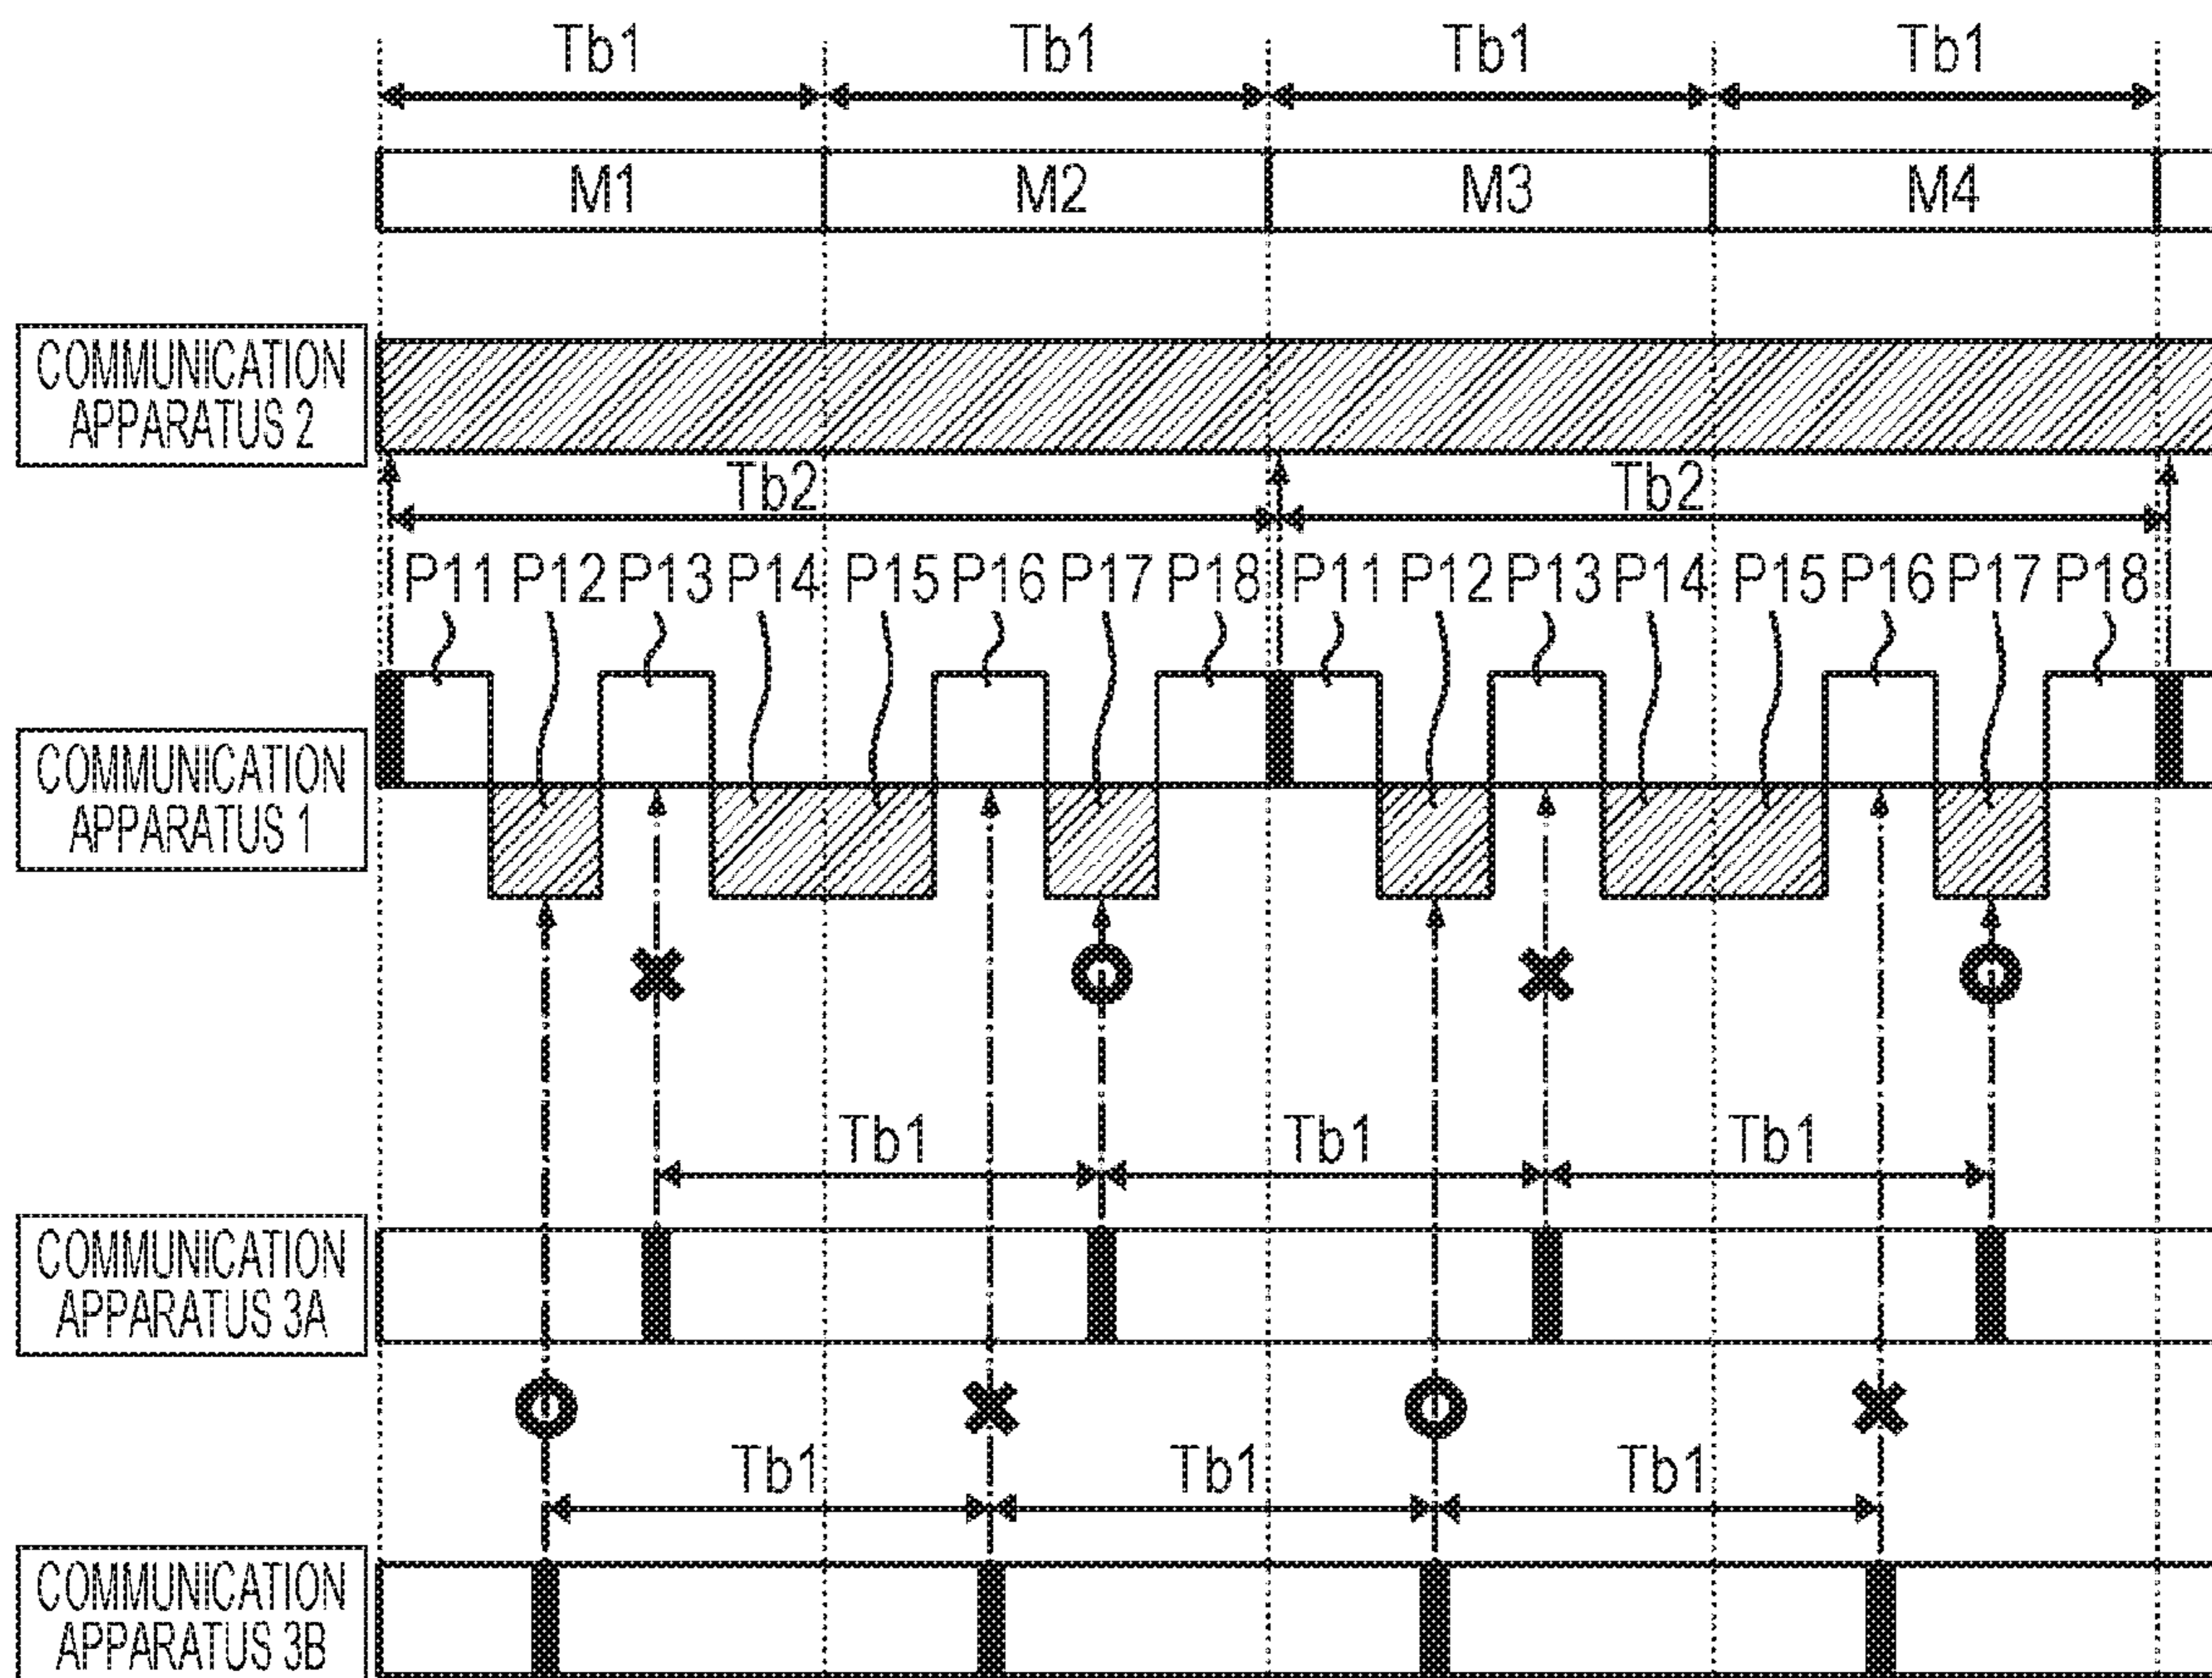 Tb1 Tb1 Tb1 Tb1
M1 M2 M3 M4
COMMUNICATION
APPARATUS 2
Tb2 Tb2
P11 P12 P13 P14 P15 P16 P17 P18 P11 P12 P13 P14 P15 P16 P17 P18
COMMUNICATION
APPARATUS 1
Tb1 Tb1 Tb1
COMMUNICATION
APPARATUS 3A
Tb1 Tb1 Tb1
COMMUNICATION
APPARATUS 3B